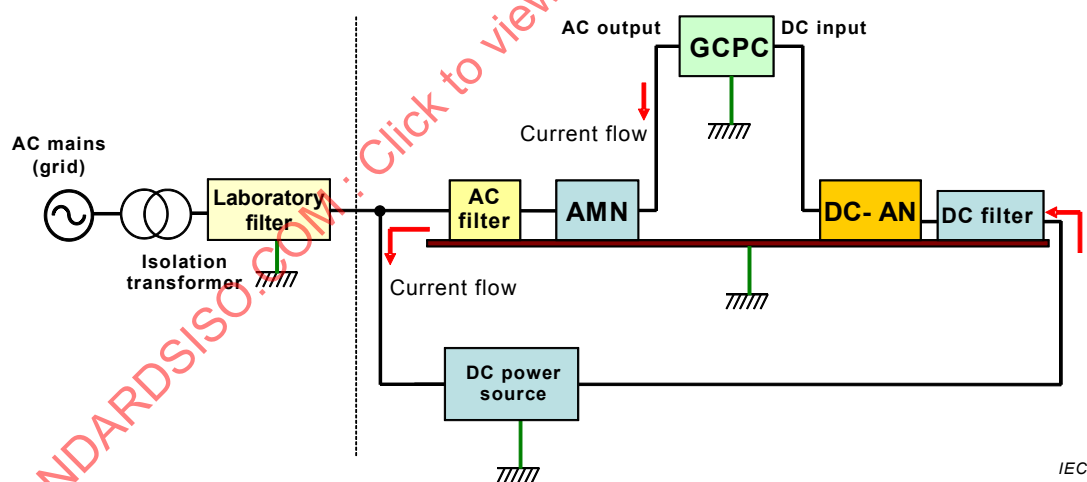 AC output
DC input
GCPC
Current flow
AC mains
(grid)
Laboratory
filter
AC
filter
AMN
DC- AN
DC filter
Isolation
transformer
Current flow
DC power
source
IEC
NDARDSISO.COM : Click to view